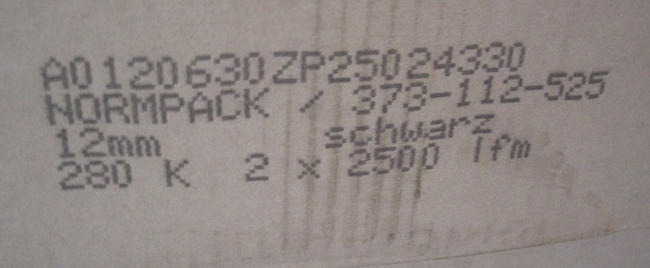 A0120630ZP25024330
NORMPACK / 373-112-525
12mm schwarz
280 K 2 x 2500 lfm